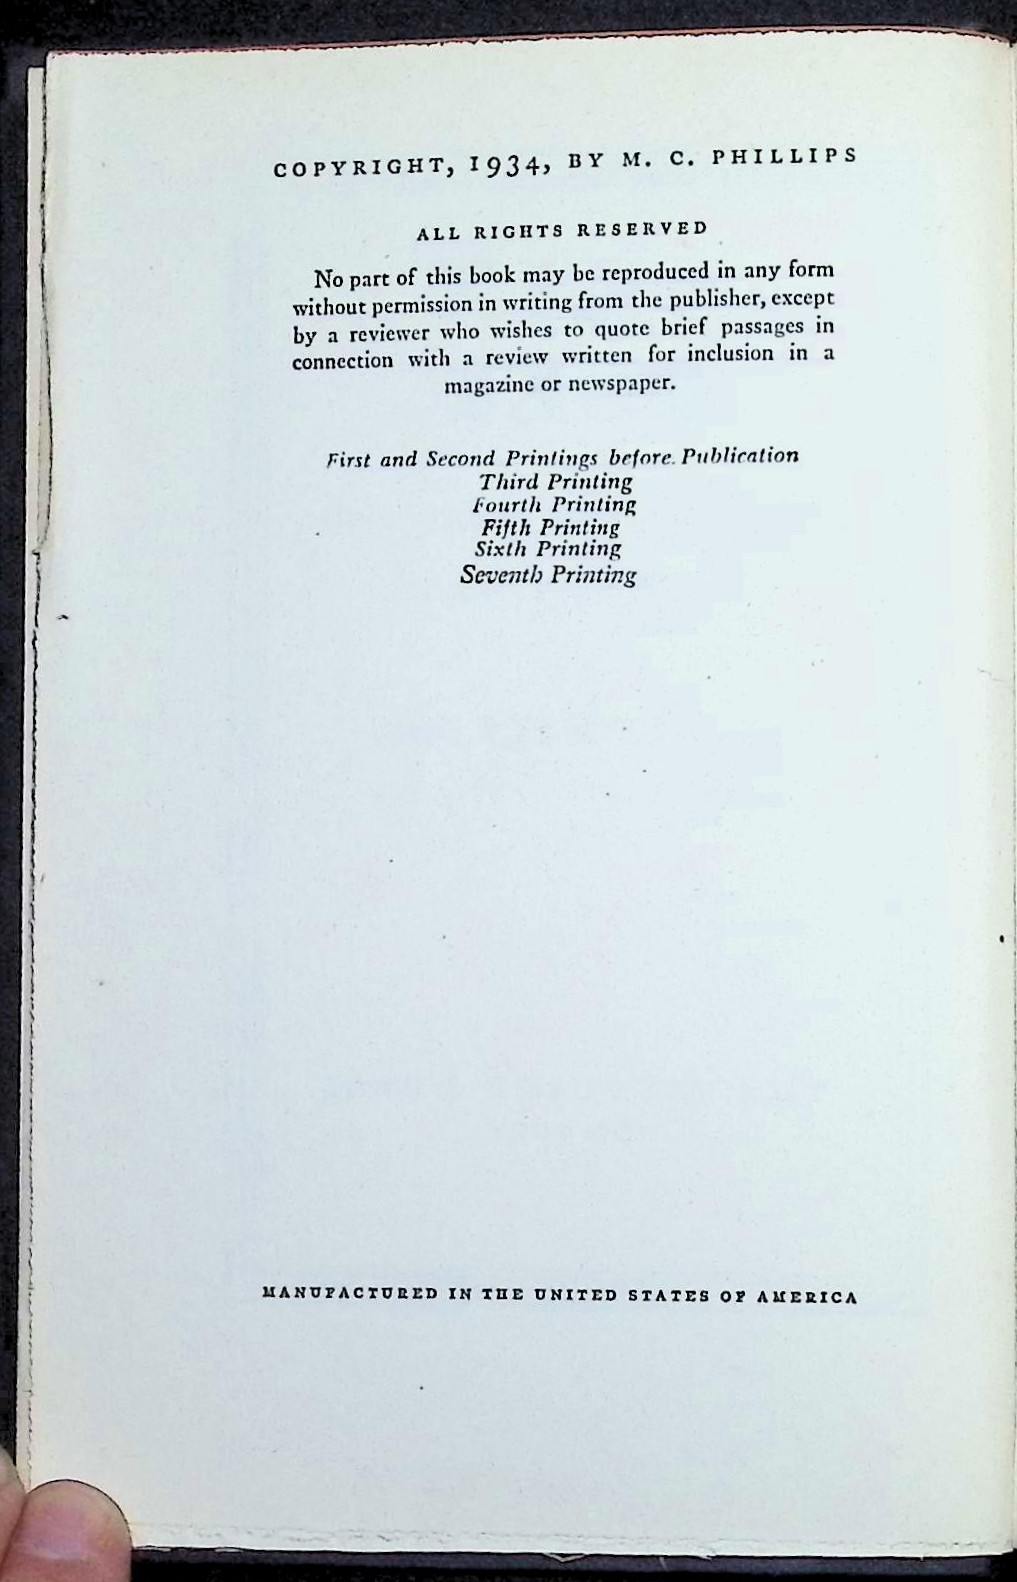 COPYRIGHT, 1934, BY M. C. PHILLIPS
ALL RIGHTS RESERVED
No part of this book may be reproduced in any form
without permission in writing from the publisher, except
by a reviewer who wishes to quote brief passages in
connection with a review written for inclusion in a
magazine or newspaper.
First and Second Printings before Publication
Third Printing
Fourth Printing
Fifth Printing
Sixth Printing
Seventh Printing
MANUFACTURED IN THE UNITED STATES OF AMERICA